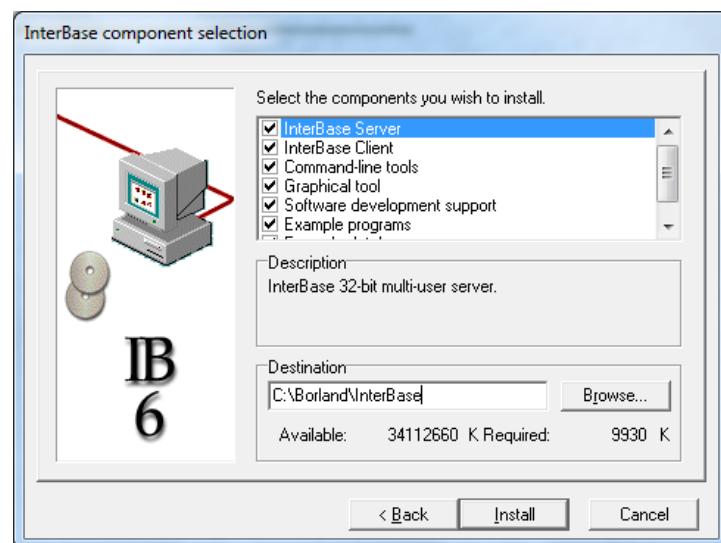 InterBase component selection
Select the components you wish to install.
InterBase Server
InterBase Client
Command-line tools
Graphical tool
Software development support
Example programs
Description
InterBase 32-bit multi-user server.
IB
6
Destination
C:\Borland\InterBase
Browse...
Available: 34112660 K Required: 9930 K
< Back
Install
Cancel